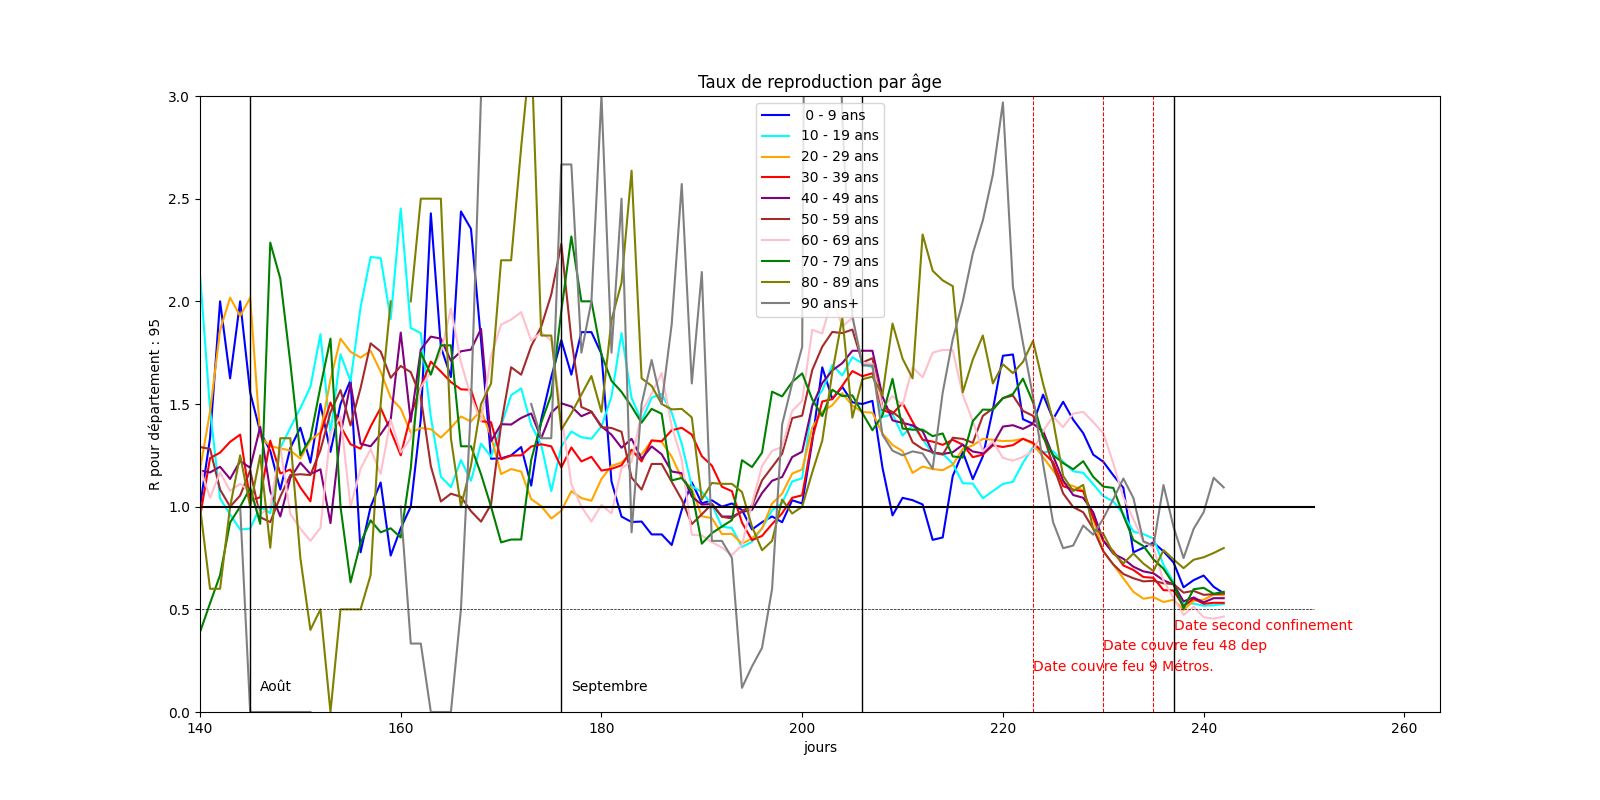 Taux de reproduction par âge
R pour département : 95
3.0
2.5
2.0
1.5
1.0
0.5
0.0
0 - 9 ans
10 - 19 ans
20 - 29 ans
30 - 39 ans
40 - 49 ans
50 - 59 ans
60 - 69 ans
70 - 79 ans
80 - 89 ans
90 ans+
Date second confinement
Date couvre feu 48 dep
Date couvre feu 9 Métros.
Août
Septembre
140 160 180 200 220 240 260
jours